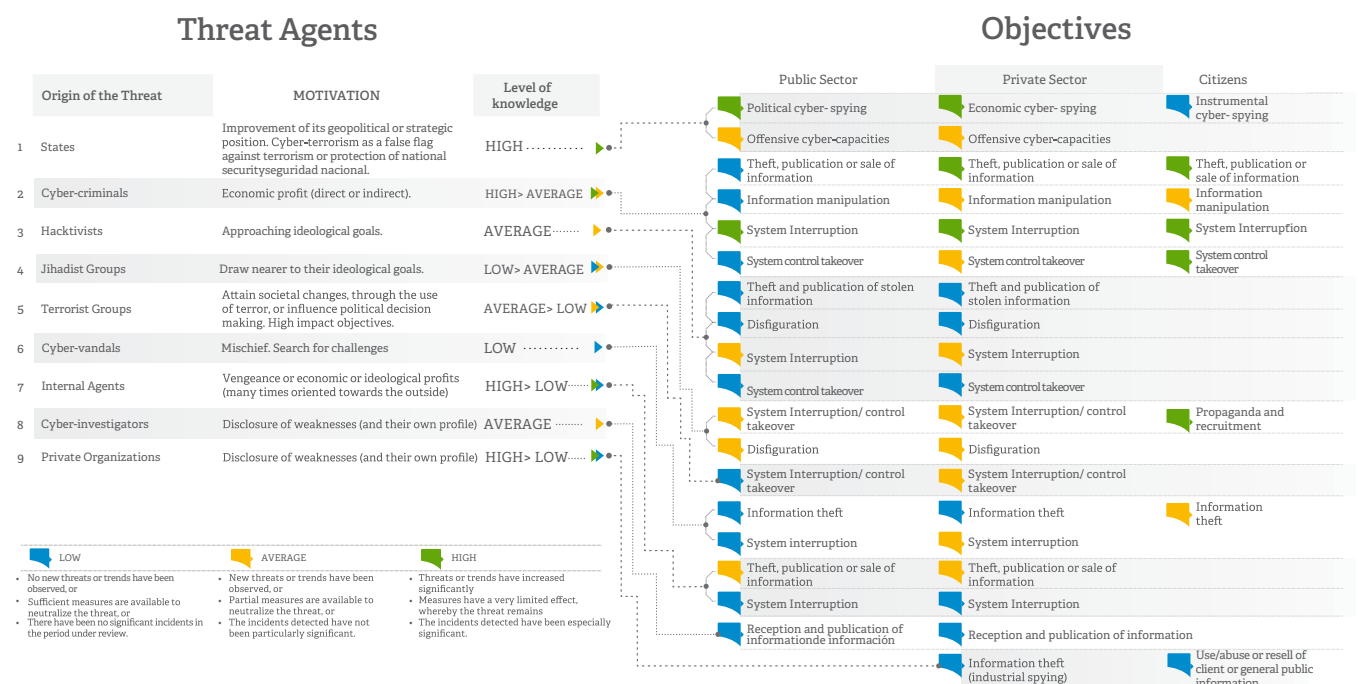 Threat Agents
Origin of the Threat
MOTIVATION
Level of
knowledge
1
States
Improvement of its geopolitical or strategic
position. Cyber-terrorism as a false flag
against terrorism or protection of national
securityseguridad nacional.
HIGH
2
Cyber-criminals
Economic profit (direct or indirect).
HIGH> AVERAGE
3
Hacktivists
Approaching ideological goals.
AVERAGE
4
Jihadist Groups
Draw nearer to their ideological goals.
LOW> AVERAGE
5
Terrorist Groups
Attain societal changes, through the use
of terror, or influence political decision
making. High impact objectives.
AVERAGE> LOW
6
Cyber-vandals
Mischief. Search for challenges
LOW
7
Internal Agents
Vengeance or economic or ideological profits
(many times oriented towards the outside)
HIGH> LOW
8
Cyber-investigators
Disclosure of weaknesses (and their own profile)
AVERAGE
9
Private Organizations
Disclosure of weaknesses (and their own profile)
HIGH> LOW
LOW
• No new threats or trends have been
observed, or
• Sufficient measures are available to
neutralize the threat, or
• There have been no significant incidents in
the period under review.
AVERAGE
• New threats or trends have been
observed, or
• Partial measures are available to
neutralize the threat, or
• The incidents detected have not
been particularly significant.
HIGH
• Threats or trends have increased
significantly
• Measures have a very limited effect,
whereby the threat remains
• The incidents detected have been especially
significant.
Objectives
Public Sector
Private Sector
Citizens
Political cyber- spying
Economic cyber- spying
Instrumental
cyber- spying
Offensive cyber-capacities
Offensive cyber-capacities
Theft, publication or sale of
information
Theft, publication or sale of
information
Theft, publication or
sale of information
Information manipulation
Information manipulation
Information
manipulation
System Interruption
System Interruption
System Interruption
System control takeover
System control takeover
System control
takeover
Theft and publication of stolen
information
Theft and publication of
stolen information
Disfiguration
Disfiguration
System Interruption
System Interruption
System control takeover
System control takeover
System Interruption/ control
takeover
System Interruption/ control
takeover
Propaganda and
recruitment
Disfiguration
Disfiguration
System Interruption/ control
takeover
System Interruption/ control
takeover
Information theft
Information theft
Information
theft
System interruption
System interruption
Theft, publication or sale of
information
Theft, publication or sale of
information
System Interruption
System Interruption
Reception and publication of
informationde información
Reception and publication of information
Information theft
(industrial spying)
Use/abuse or resell of
client or general public
information